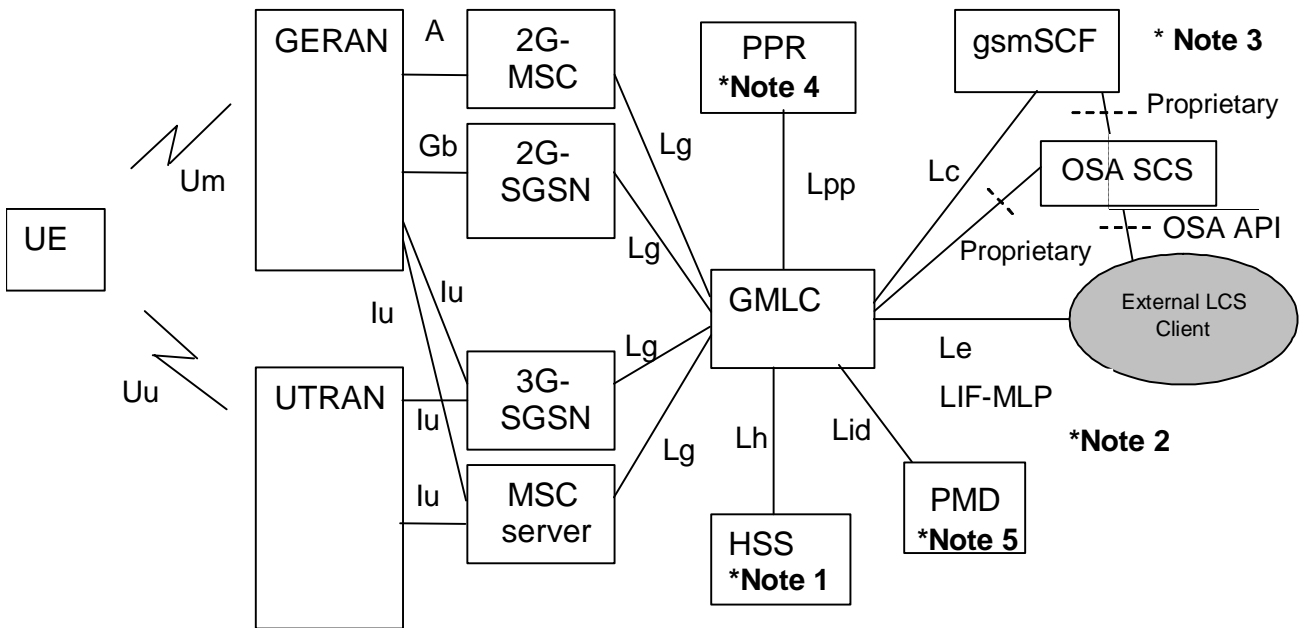 GERAN
A
2G-
MSC
PPR
*Note 4
gsmSCF
* Note 3
Proprietary
Um
Gb
2G-
SGSN
Lg
Lpp
Lc
OSA SCS
UE
Lg
Proprietary
OSA API
Iu
Iu
GMLC
External LCS
Client
Uu
UTRAN
Iu
3G-
SGSN
Lg
Le
LIF-MLP
*Note 2
Iu
MSC
server
Lg
Lh
Lid
HSS
*Note 1
PMD
*Note 5